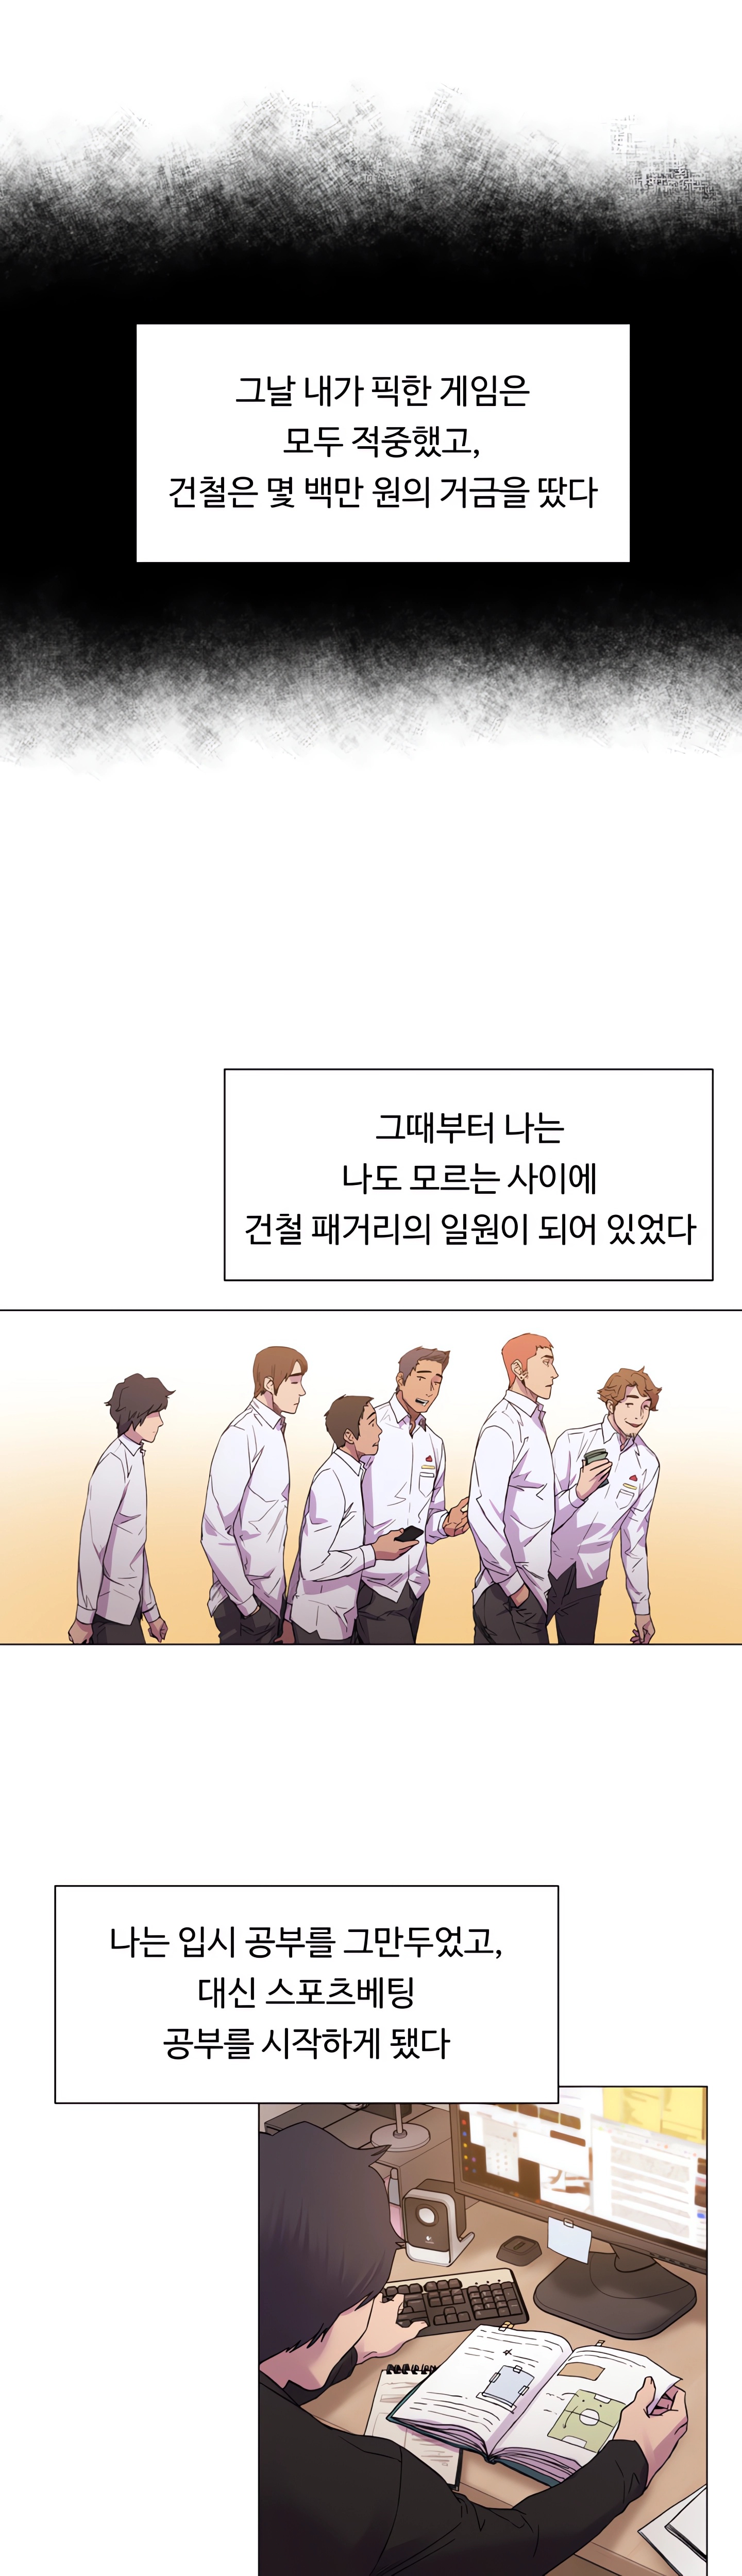 그날 내가 픽한 게임은
모두 적중했고,
건철은 몇 백만 원의 거금을 땄다
그때부터 나는
나도 모르는 사이에
건철 패거리의 일원이 되어 있었다
나는 입시 공부를 그만두었고,
대신 스포츠베팅
공부를 시작하게 됐다